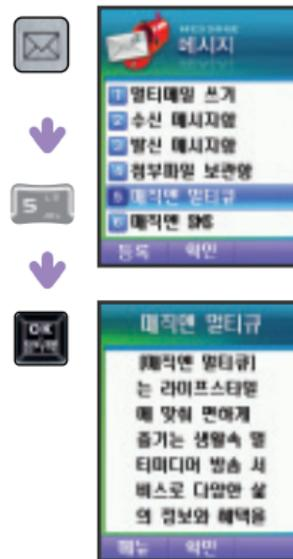 MESSAGE
메시지
1 멀티메일 쓰기
2 수신 메시지함
3 발신 메시지함
4 첨부파일 보관함
5 매직엔 멀티큐
6 매직엔 SMS
등록 확인
5
OK
매직엔 멀티큐
[매직엔 멀티큐]
는 라이프스타일
에 맞춰 편하게
즐기는 생활속 멀
티미디어 방송 서
비스로 다양한 삶
의 정보와 혜택을
메뉴 확인